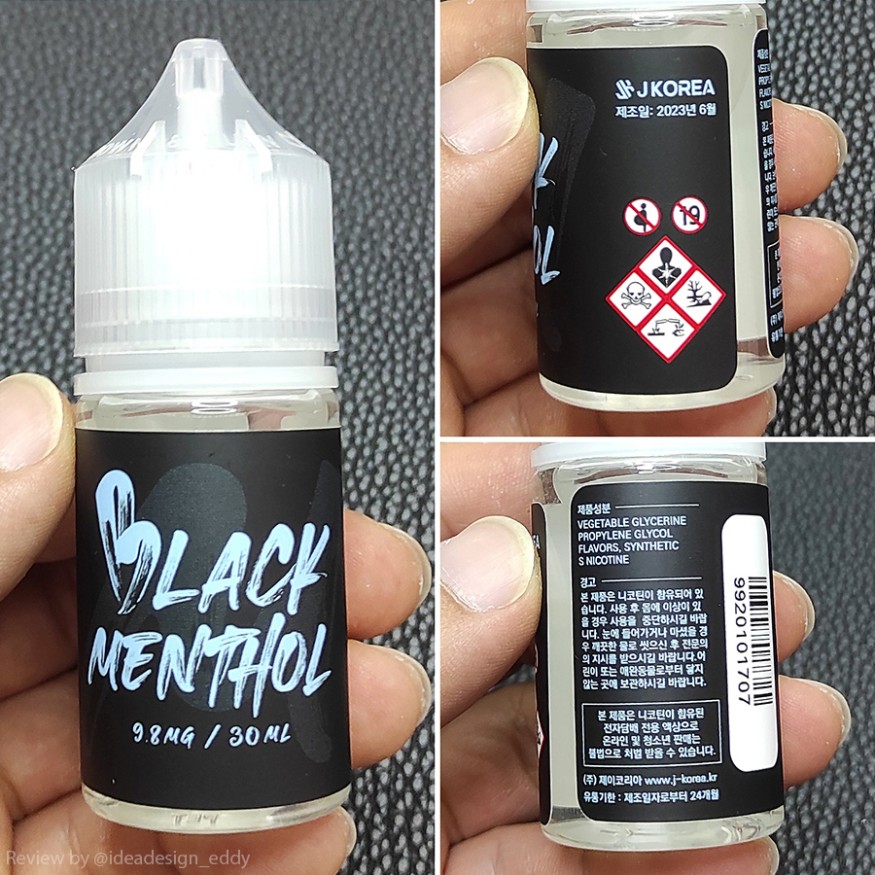 BLACK
MENTHOL
9.8MG / 30ML
Review by @ideadesign_eddy
J KOREA
제조일: 2023년 6월
19
CK
OL
경고
제품성분
VEGETABLE GLYCERINE
PROPYLENE GLYCOL
FLAVORS, SYNTHETIC
S NICOTINE
경고
본 제품은 니코틴이 함유되어 있
습니다. 사용 후 몸에 이상이 있
을 경우 사용을 중단하시길 바랍
니다. 눈에 들어가거나 마셨을 경
우 깨끗한 물로 씻으신 후 전문의
의 지시를 받으시길 바랍니다.어
린이 또는 애완동물로부터 닿지
않는 곳에 보관하시길 바랍니다.
본 제품은 니코틴이 함유된
전자담배 전용 액상으로
온라인 및 청소년 판매는
불법으로 처벌 받을 수 있습니다.
(주) 제이코리아 www.j-korea.kr
유통기한 : 제조일자로부터 24개월
9920101707